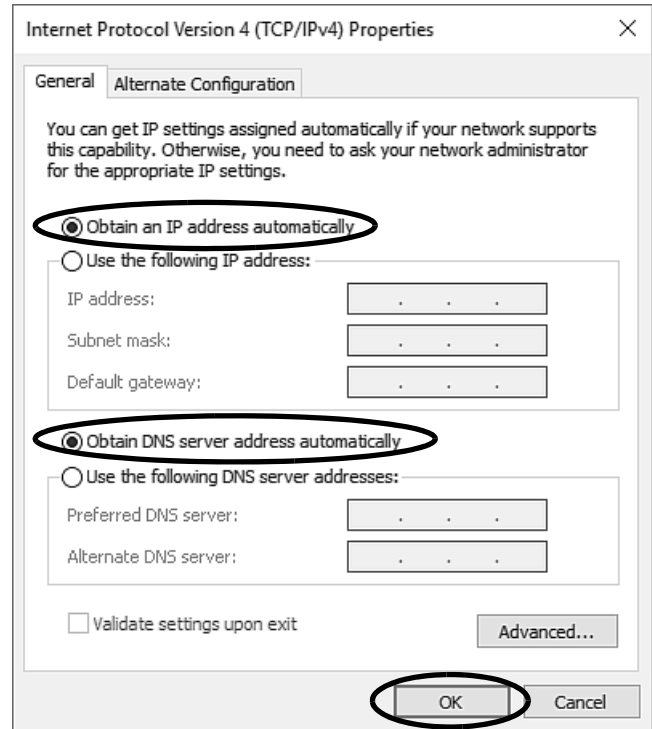 Internet Protocol Version 4 (TCP/IPv4) Properties
General
Alternate Configuration
You can get IP settings assigned automatically if your network supports
this capability. Otherwise, you need to ask your network administrator
for the appropriate IP settings.
Obtain an IP address automatically
Use the following IP address:
IP address:
Subnet mask:
Default gateway:
Obtain DNS server address automatically
Use the following DNS server addresses:
Preferred DNS server:
Alternate DNS server:
Validate settings upon exit
Advanced...
OK
Cancel